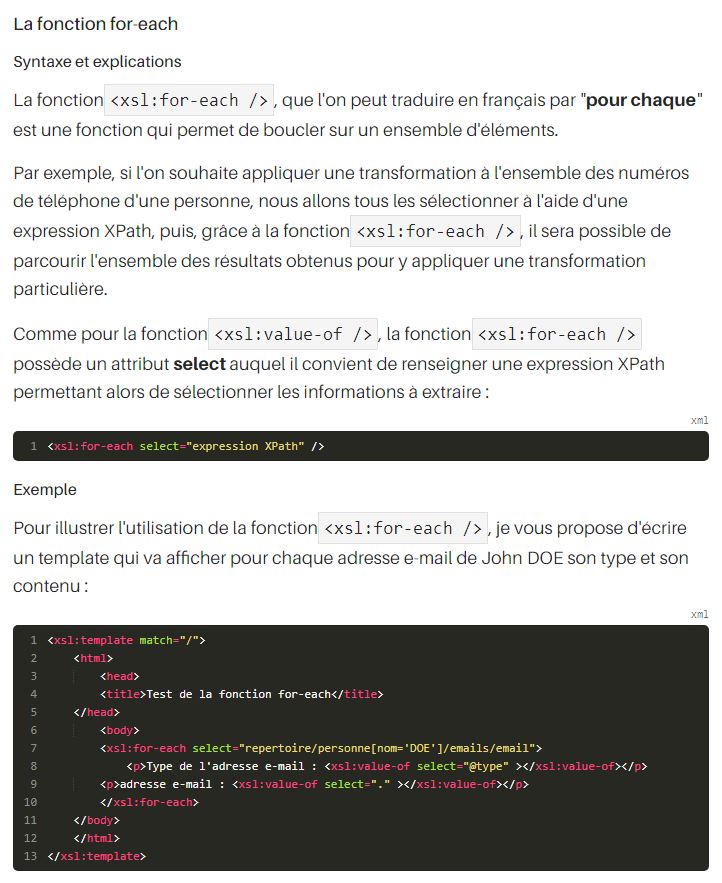 La fonction for-each
Syntaxe et explications
La fonction <xsl:for-each />, que l'on peut traduire en français par "pour chaque"
est une fonction qui permet de boucler sur un ensemble d'éléments.
Par exemple, si l'on souhaite appliquer une transformation à l'ensemble des numéros
de téléphone d'une personne, nous allons tous les sélectionner à l'aide d'une
expression XPath, puis, grâce à la fonction <xsl:for-each />, il sera possible de
parcourir l'ensemble des résultats obtenus pour y appliquer une transformation
particulière.
Comme pour la fonction <xsl:value-of />, la fonction <xsl:for-each />
possède un attribut select auquel il convient de renseigner une expression XPath
permettant alors de sélectionner les informations à extraire :
xml
1 <xsl:for-each select="expression XPath" />
Exemple
Pour illustrer l'utilisation de la fonction <xsl:for-each />, je vous propose d'écrire
un template qui va afficher pour chaque adresse e-mail de John DOE son type et son
contenu :
xml
1 <xsl:template match="/">
2 <html>
3 <head>
4 <title>Test de la fonction for-each</title>
5 </head>
6 <body>
7 <xsl:for-each select="repertoire/personne[nom='DOE']/emails/email">
8 <p>Type de l'adresse e-mail : <xsl:value-of select="@type" ></xsl:value-of></p>
9 <p>adresse e-mail : <xsl:value-of select="." ></xsl:value-of></p>
10 </xsl:for-each>
11 </body>
12 </html>
13 </xsl:template>